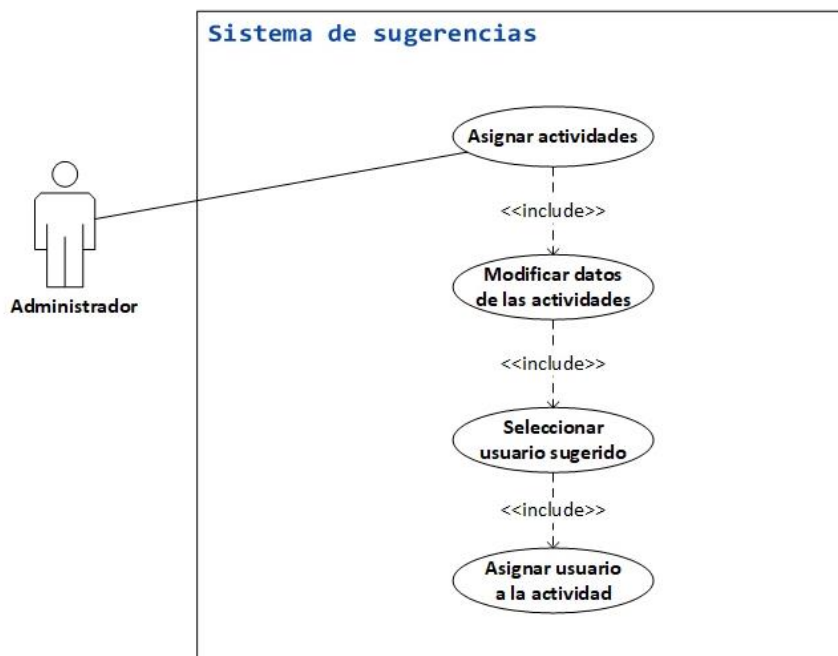 Sistema de sugerencias
Asignar actividades
<<include>>
Modificar datos
de las actividades
Administrador
<<include>>
Seleccionar
usuario sugerido
<<include>>
Asignar usuario
a la actividad